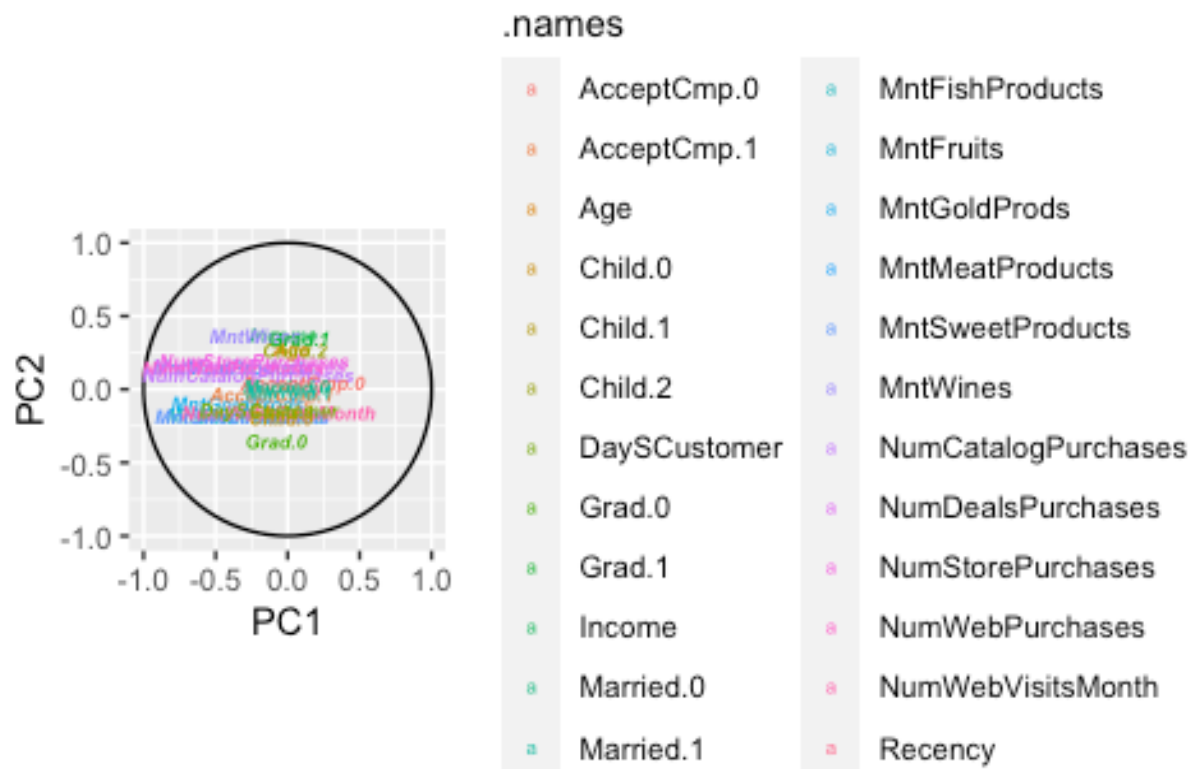 .names
a AcceptCmp.0 a MntFishProducts
a AcceptCmp.1 a MntFruits
a Age a MntGoldProds
a Child.0 a MntMeatProducts
a Child.1 a MntSweetProducts
a Child.2 a MntWines
a DaySCustomer a NumCatalogPurchases
a Grad.0 a NumDealsPurchases
a Grad.1 a NumStorePurchases
a Income a NumWebPurchases
a Married.0 a NumWebVisitsMonth
a Married.1 a Recency
PC2
1.0
0.5
0.0
-0.5
-1.0
Grad.1
Grad.0
-1.0 -0.5 0.0 0.5 1.0
PC1